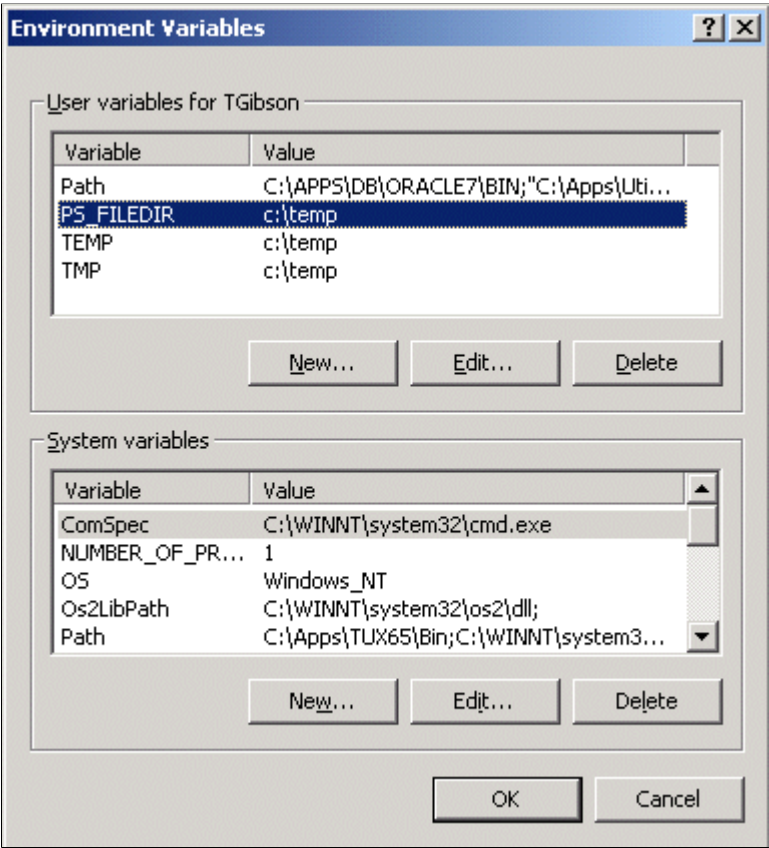 Environment Variables
User variables for TGibson
Variable Value
Path C:\APPS\DB\ORACLE7\BIN;"C:\Apps\Uti...
PS_FILEDIR c:\temp
TEMP c:\temp
TMP c:\temp
New... Edit... Delete
System variables
Variable Value
ComSpec C:\WINNT\system32\cmd.exe
NUMBER_OF_PR... 1
OS Windows_NT
Os2LibPath C:\WINNT\system32\os2\dll;
Path C:\Apps\TUX65\Bin;C:\WINNT\system3...
New... Edit... Delete
OK Cancel